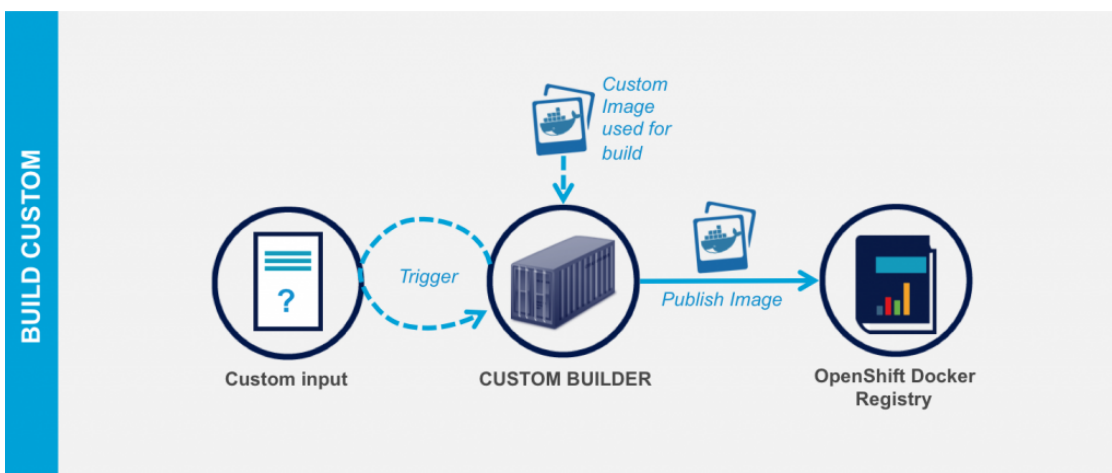 BUILD CUSTOM
Custom
Image
used for
build
?
Trigger
Publish Image
Custom input
CUSTOM BUILDER
OpenShift Docker
Registry